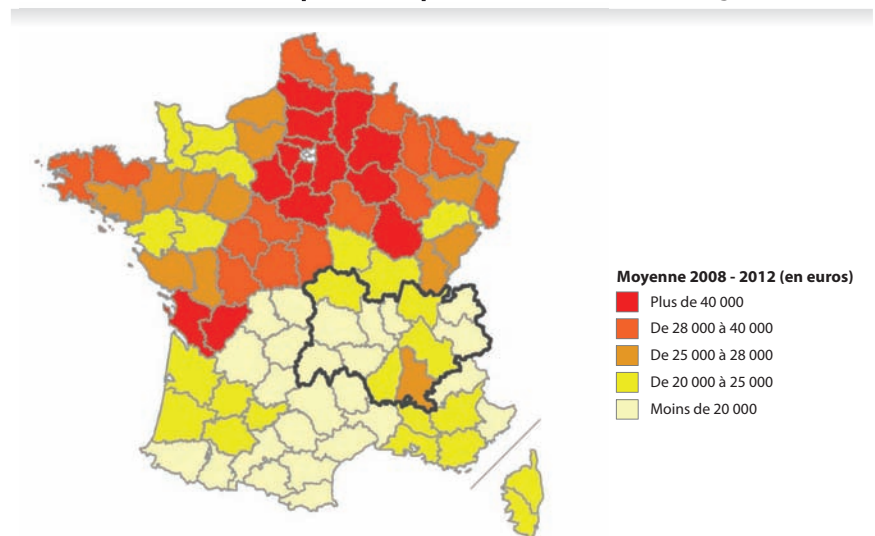 Moyenne 2008 - 2012 (en euros)
Plus de 40 000
De 28 000 à 40 000
De 25 000 à 28 000
De 20 000 à 25 000
Moins de 20 000